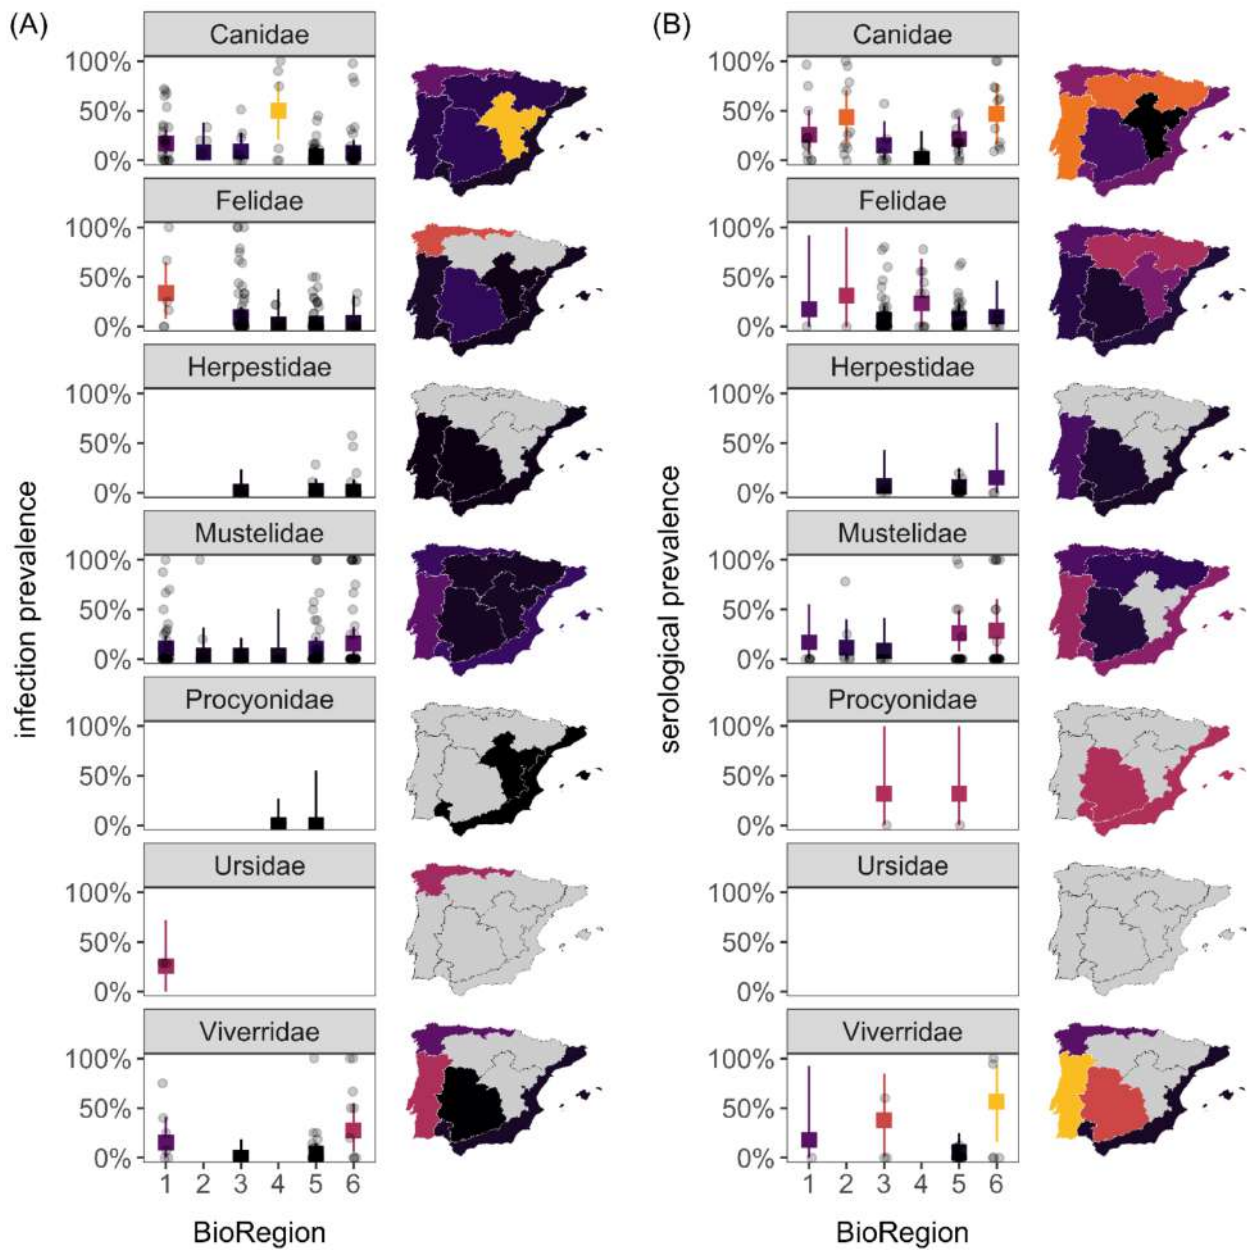 (A)
infection prevalence
Canidae
100%
50%
0%
Felidae
100%
50%
0%
Herpestidae
100%
50%
0%
Mustelidae
100%
50%
0%
Procyonidae
100%
50%
0%
Ursidae
100%
50%
0%
Viverridae
100%
50%
0%
1 2 3 4 5 6
BioRegion
(B)
serological prevalence
Canidae
100%
50%
0%
Felidae
100%
50%
0%
Herpestidae
100%
50%
0%
Mustelidae
100%
50%
0%
Procyonidae
100%
50%
0%
Ursidae
100%
50%
0%
Viverridae
100%
50%
0%
1 2 3 4 5 6
BioRegion